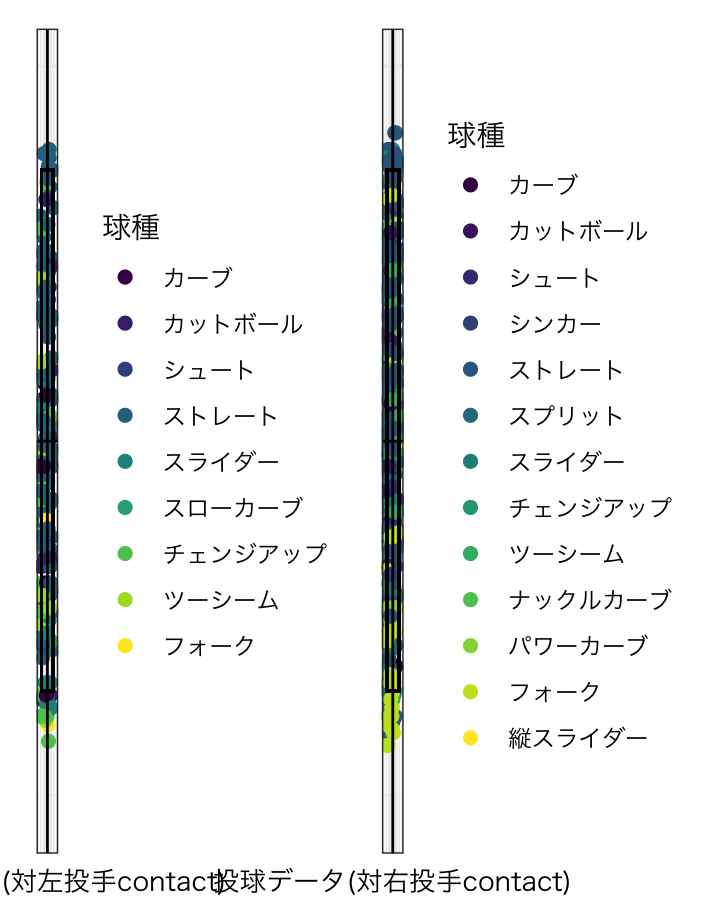 球種
カーブ
カットボール
シュート
ストレート
スライダー
スローカーブ
チェンジアップ
ツーシーム
フォーク
球種
カーブ
カットボール
シュート
シンカー
ストレート
スプリット
スライダー
チェンジアップ
ツーシーム
ナックルカーブ
パワーカーブ
フォーク
縦スライダー
(対左投手contact)
投球データ(対右投手contact)